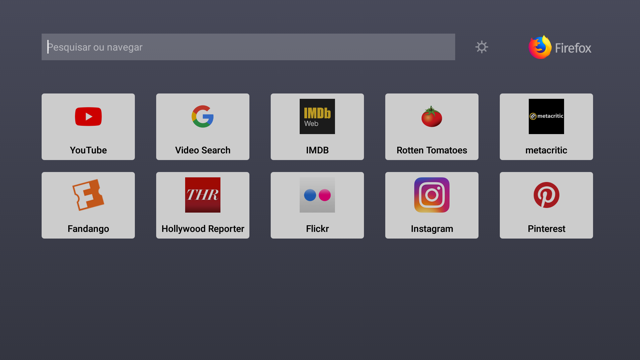 Pesquisar ou navegar
Firefox
YouTube
Video Search
IMDb
Web
IMDB
Rotten Tomatoes
metacritic
metacritic
Fandango
THR
Hollywood Reporter
Flickr
Instagram
Pinterest